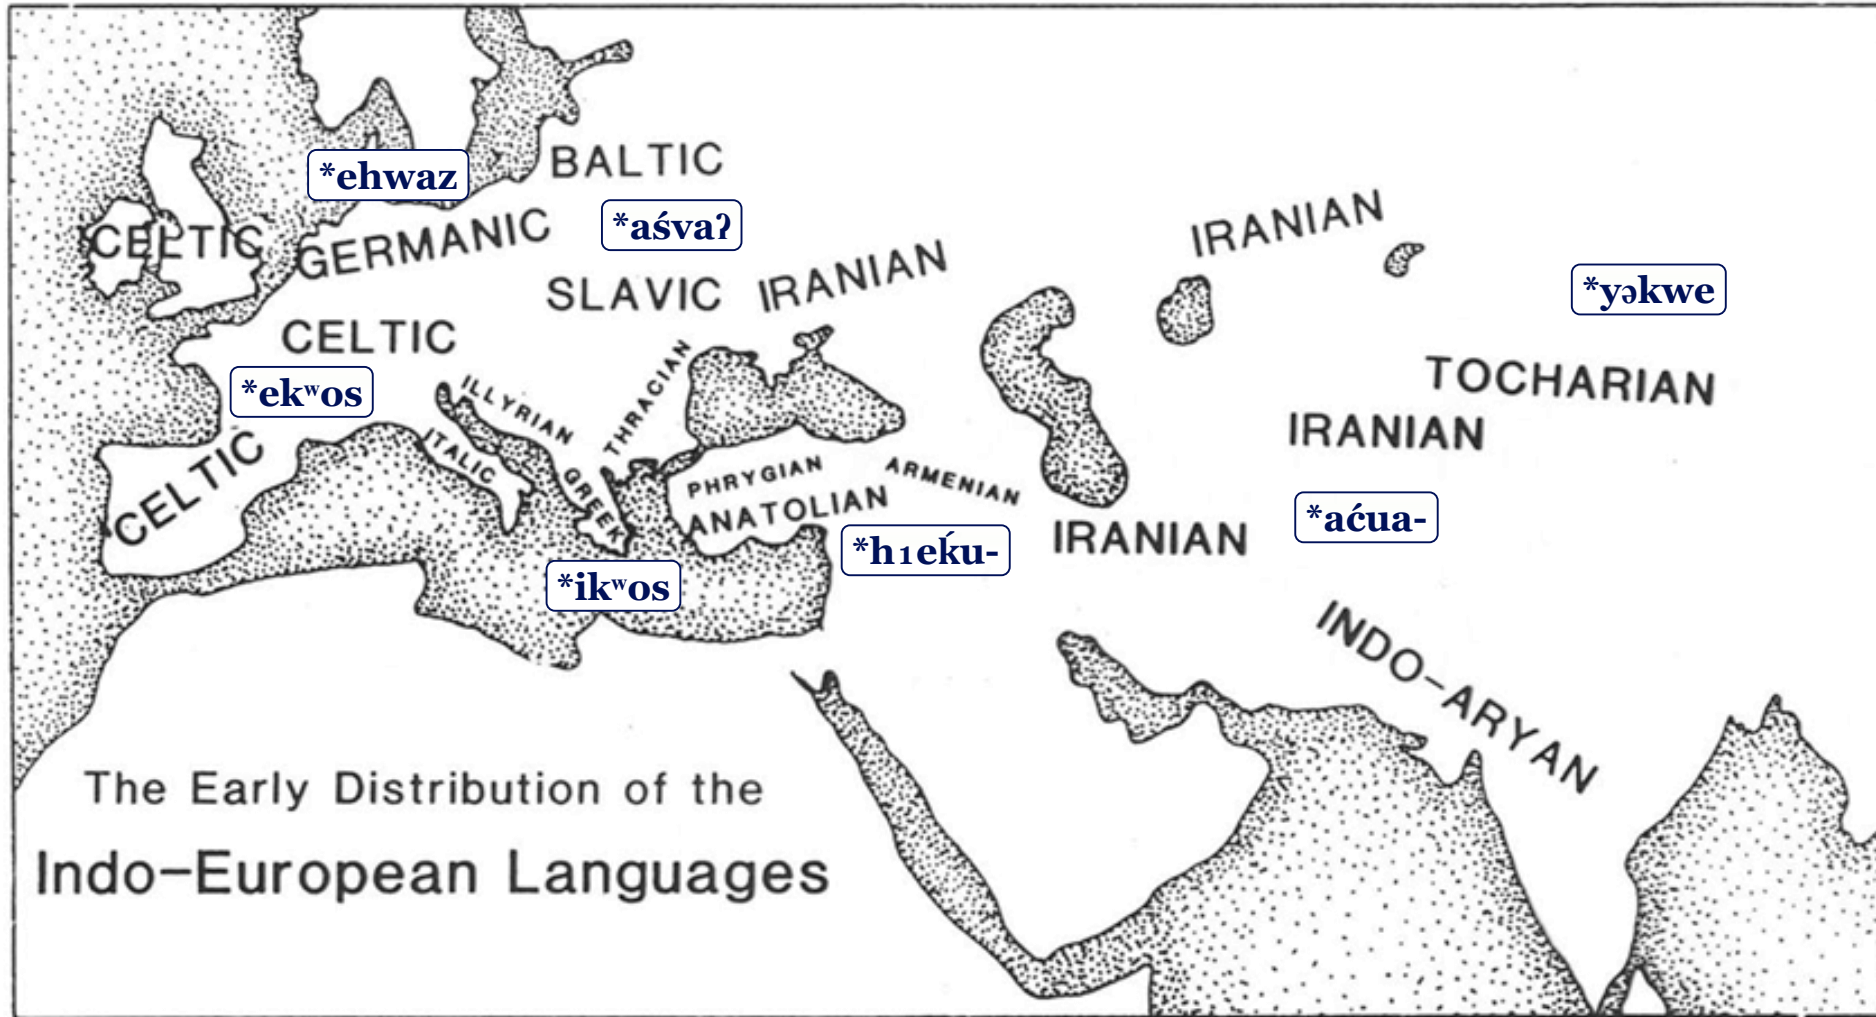 *ehwaz
BALTIC
*aśvaʔ
CELTIC
GERMANIC
IRANIAN
IRANIAN
SLAVIC
*yəkwe
CELTIC
*ekʷos
ILLYRIAN
THRACIAN
TOCHARIAN
IRANIAN
CELTIC
ITALIC
GREEK
PHRYGIAN
ARMENIAN
ANATOLIAN
*h1eḱu-
IRANIAN
*aćua-
*ikʷos
INDO-ARYAN
The Early Distribution of the
Indo-European Languages